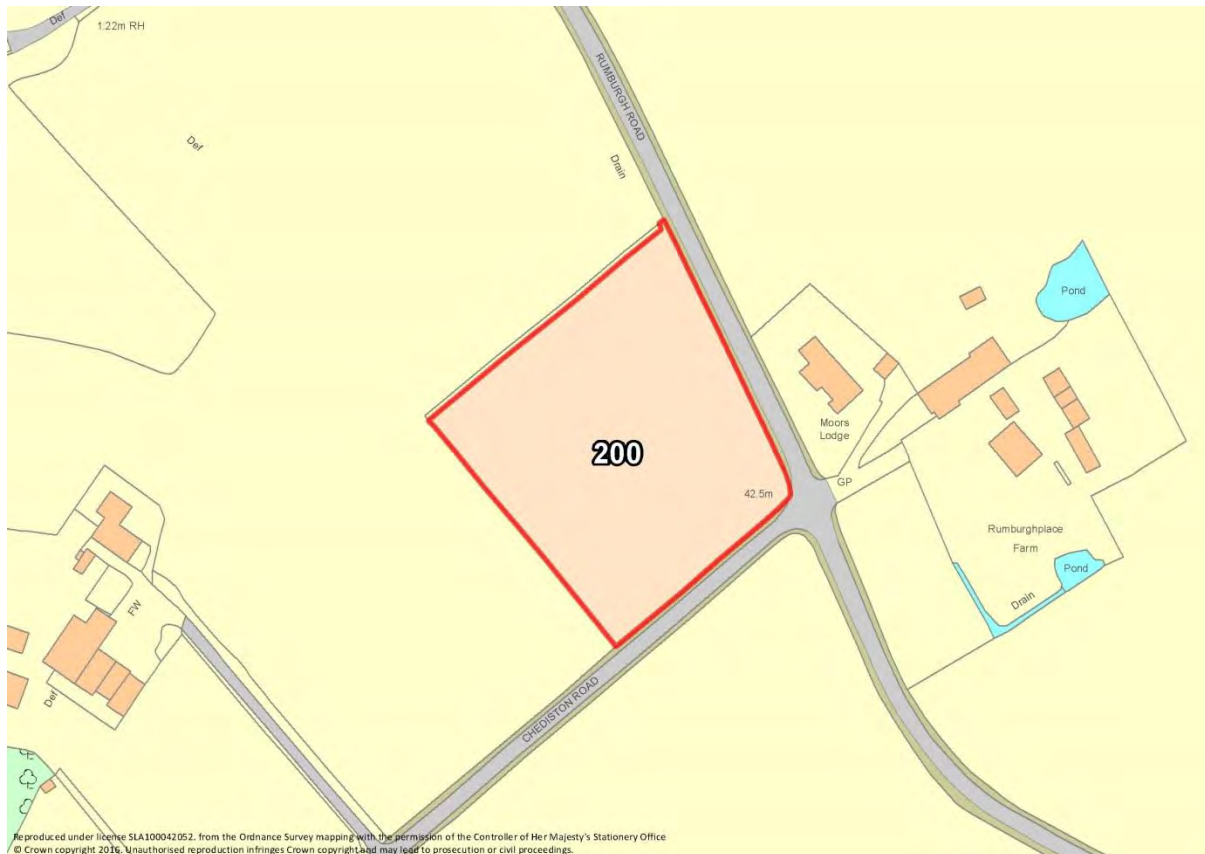 Def
1.22m RH
RUMBURGH ROAD
Def
Drain
Pond
Moors
Lodge
200
42.5m
GP
Rumburghplace
Farm
Pond
Drain
FW
Def
CHEDISTON ROAD
Reproduced under license SLA100042052. from the Ordnance Survey mapping with the permission of the Controller of Her Majesty's Stationery Office
© Crown copyright 2016. Unauthorised reproduction infringes Crown copyright and may lead to prosecution or civil proceedings.